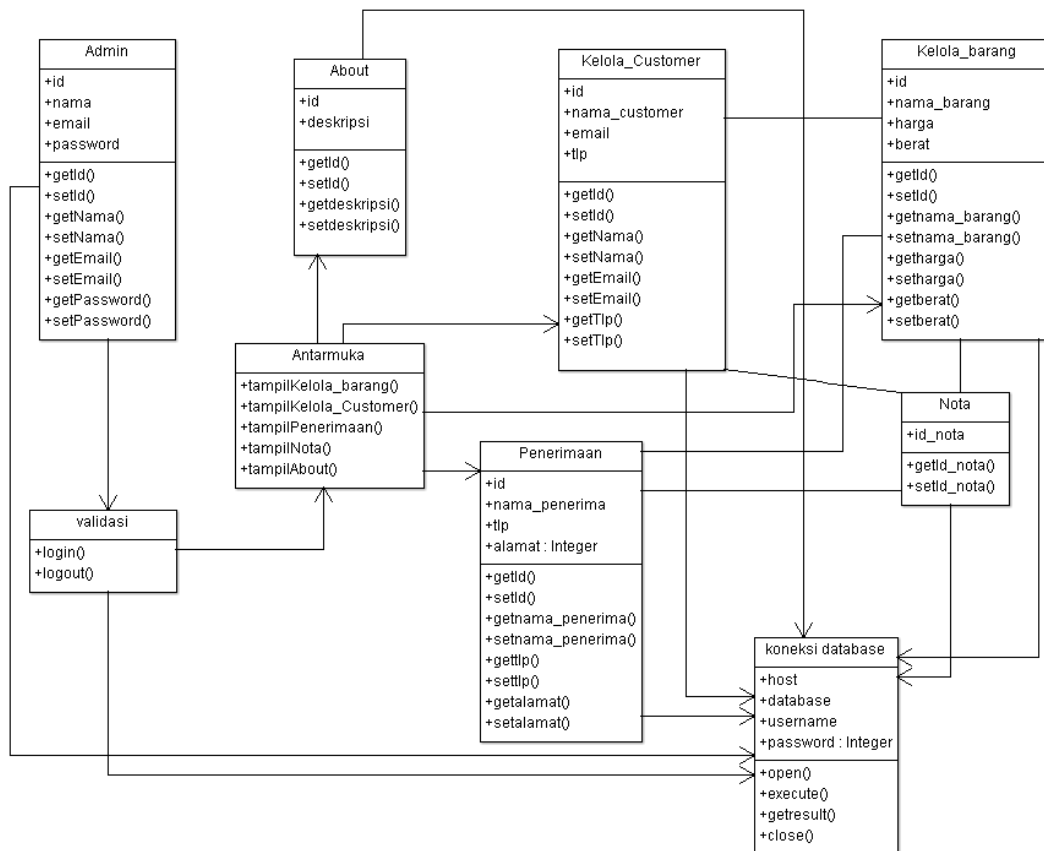 Admin
+id
+nama
+email
+password
+getId()
+setId()
+getNama()
+setNama()
+getEmail()
+setEmail()
+getPassword()
+setPassword()
About
+id
+deskripsi
+getId()
+setId()
+getdeskripsi()
+setdeskripsi()
Kelola_Customer
+id
+nama_customer
+email
+tlp
+getId()
+setId()
+getNama()
+setNama()
+getEmail()
+setEmail()
+getTlp()
+setTlp()
Kelola_barang
+id
+nama_barang
+harga
+berat
+getId()
+setId()
+getnama_barang()
+setnama_barang()
+getharga()
+setharga()
+getberat()
+setberat()
Antarmuka
+tampilKelola_barang()
+tampilKelola_Customer()
+tampilPenerimaan()
+tampilNota()
+tampilAbout()
Nota
+id_nota
+getId_nota()
+setId_nota()
validasi
+login()
+logout()
Penerimaan
+id
+nama_penerima
+tlp
+alamat : Integer
+getId()
+setId()
+getnama_penerima()
+setnama_penerima()
+gettlp()
+settlp()
+getalamat()
+setalamat()
koneksi database
+host
+database
+username
+password : Integer
+open()
+execute()
+getresult()
+close()